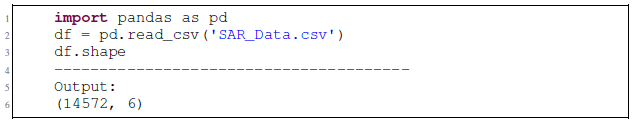 1 import pandas as pd
2 df = pd.read_csv('SAR_Data.csv')
3 df.shape
4 ----------------------------------------
5 Output:
6 (14572, 6)